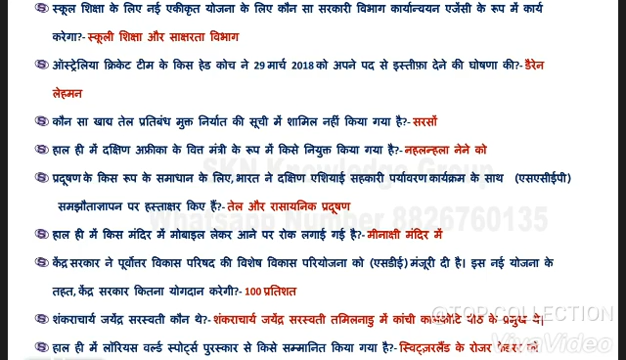 स्कूल शिक्षा के लिए नई एकीकृत योजना के लिए कौन सा सरकारी विभाग कार्यान्वयन एजेंसी के रूप में कार्य
करेगा?- स्कूली शिक्षा और साक्षरता विभाग
ऑस्ट्रेलिया क्रिकेट टीम के किस हेड कोच ने 29 मार्च 2018 को अपने पद से इस्तीफ़ा देने की घोषणा की?- डैरेन
लेहमन
कौन सा खाद्य तेल प्रतिबंध मुक्त निर्यात की सूची में शामिल नहीं किया गया है?- सरसों
हाल ही में दक्षिण अफ्रीका के वित्त मंत्री के रूप में किसे नियुक्त किया गया है?- नहलन्हला नेने को
SKN Knowledge Group
प्रदूषण के किस रूप के समाधान के लिए, भारत ने दक्षिण एशियाई सहकारी पर्यावरण कार्यक्रम के साथ (एसएसीईपी)
समझौताज्ञापन पर हस्ताक्षर किए हैं?- तेल और रासायनिक प्रदूषण
Whatsapp Number 8826760135
हाल ही में किस मंदिर में मोबाइल लेकर आने पर रोक लगाई गई है?- मीनाक्षी मंदिर में
केंद्र सरकार ने पूर्वोत्तर विकास परिषद की विशेष विकास परियोजना को (एसडीई) मंजूरी दी है। इस नई योजना के
तहत, केंद्र सरकार कितना योगदान करेगी?- 100 प्रतिशत
@TOP COLLECTION
शंकराचार्य जयेंद्र सरस्वती कौन थे?- शंकराचार्य जयेंद्र सरस्वती तमिलनाडु में कांची कामकोटि पीठ के प्रमुख थे।
VivaVideo
हाल ही में लॉरियस वर्ल्ड स्पोर्ट्स पुरस्कार से किसे सम्मानित किया गया है?- स्विट्ज़रलैंड के रोजर